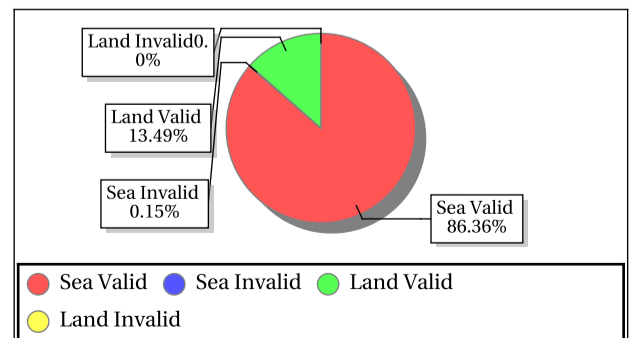 Land Invalid0.
0%
Land Valid
13.49%
Sea Invalid
0.15%
Sea Valid
86.36%
Sea Valid Sea Invalid Land Valid
Land Invalid